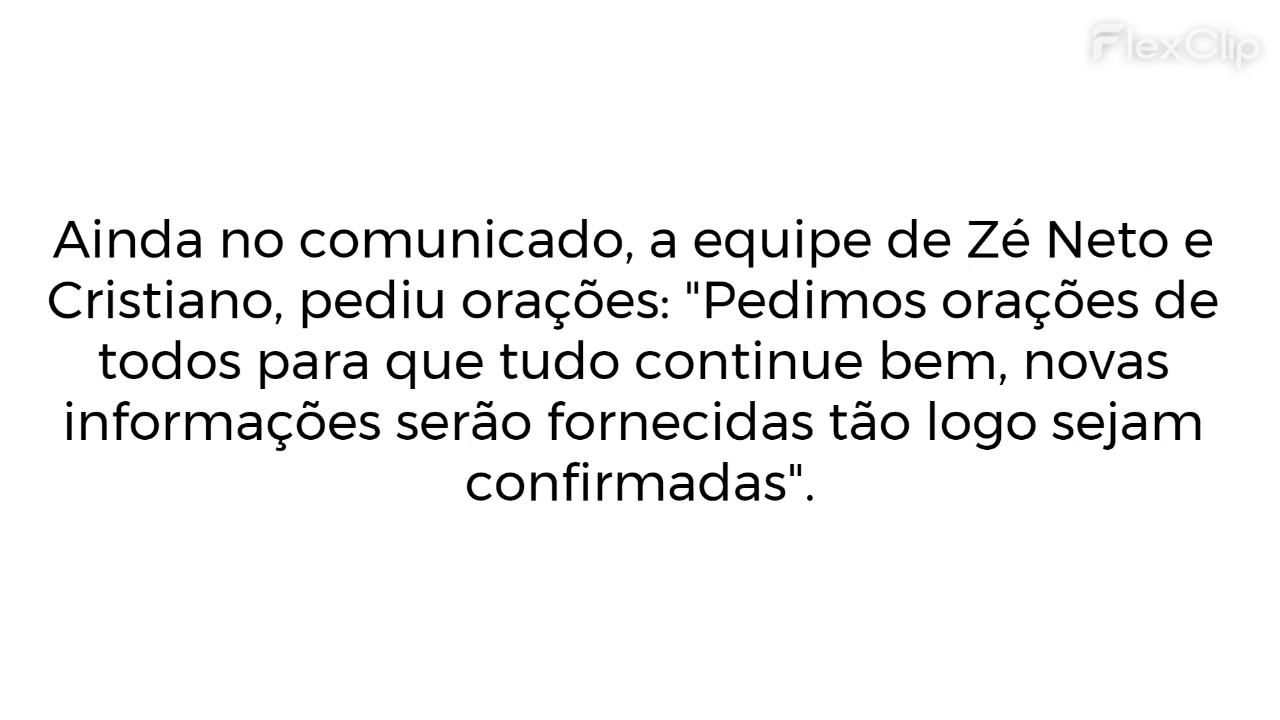 FlexClip
Ainda no comunicado, a equipe de Zé Neto e
Cristiano, pediu orações: "Pedimos orações de
todos para que tudo continue bem, novas
informações serão fornecidas tão logo sejam
confirmadas".